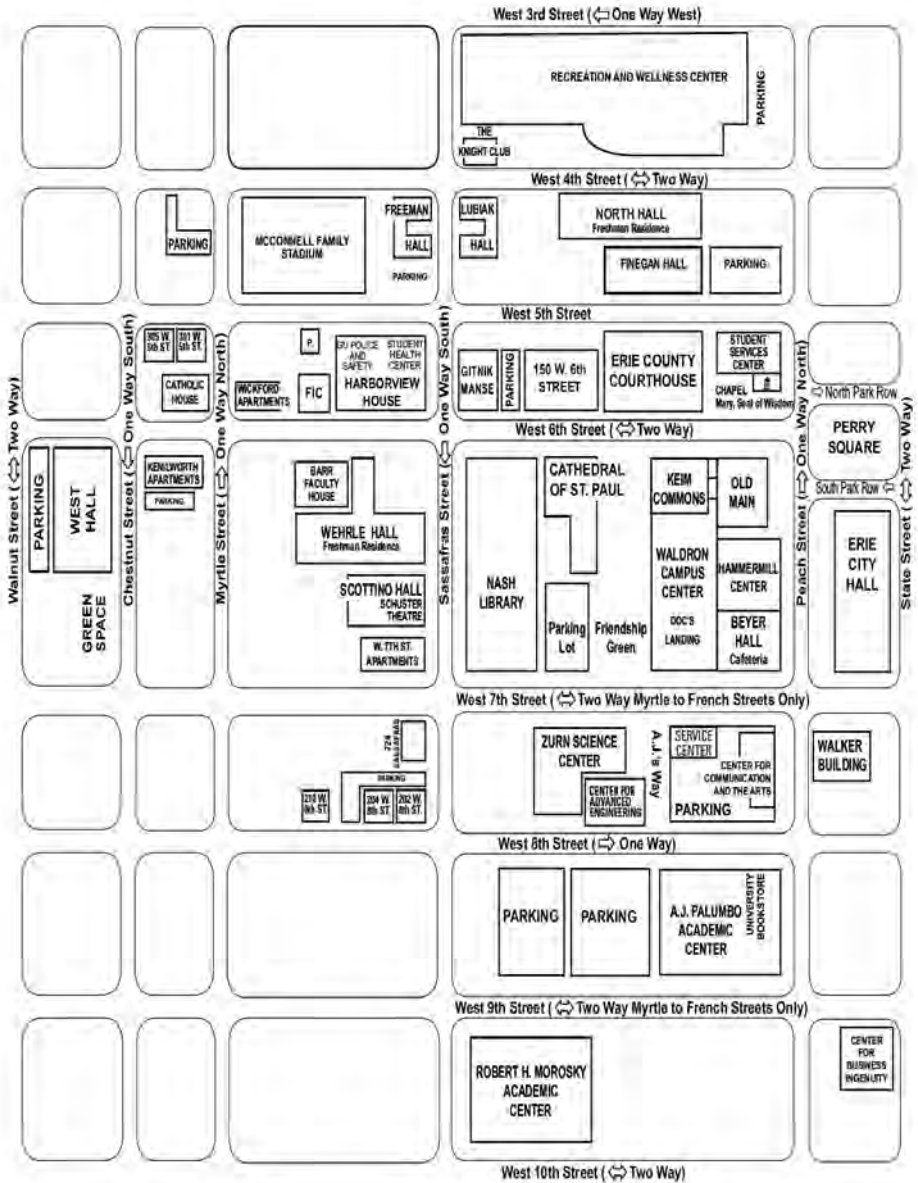 West 3rd Street (⇦ One Way West)
RECREATION AND WELLNESS CENTER
PARKING
THE
KNIGHT CLUB
West 4th Street (⇔ Two Way)
PARKING
MCCONNELL FAMILY
STADIUM
FREEMAN
HALL
PARKING
LUBIAK
HALL
NORTH HALL
Freshman Residence
FINEGAN HALL
PARKING
West 5th Street
305 W.
5th ST.
301 W.
5th ST.
CATHOLIC
HOUSE
WICKFORD
APARTMENTS
P.
FIC
GU POLICE
AND
SAFETY
STUDENT
HEALTH
CENTER
HARBORVIEW
HOUSE
GITNIK
MANSE
PARKING
150 W. 6th
STREET
ERIE COUNTY
COURTHOUSE
STUDENT
SERVICES
CENTER
CHAPEL
Mary, Seat of Wisdom
⇨ North Park Row
PERRY
SQUARE
South Park Row ⇦
West 6th Street (⇔ Two Way)
Walnut Street (⇔ Two Way)
Chestnut Street (⇦ One Way South)
Myrtle Street (⇨ One Way North)
Sassafras Street (⇦ One Way South)
Peach Street (⇨ One Way North)
State Street (⇔ Two Way)
PARKING
WEST
HALL
GREEN
SPACE
KENILWORTH
APARTMENTS
PARKING
BARR
FACULTY
HOUSE
WEHRLE HALL
Freshman Residence
SCOTTINO HALL
SCHUSTER
THEATRE
W. 7TH ST.
APARTMENTS
NASH
LIBRARY
CATHEDRAL
OF ST. PAUL
Parking
Lot
Friendship
Green
KEIM
COMMONS
OLD
MAIN
WALDRON
CAMPUS
CENTER
DOC'S
LANDING
HAMMERMILL
CENTER
BEYER
HALL
Cafeteria
ERIE
CITY
HALL
West 7th Street (⇔ Two Way Myrtle to French Streets Only)
724
SASSAFRAS
PARKING
210 W.
8th ST.
204 W.
8th ST.
202 W.
8th ST.
ZURN SCIENCE
CENTER
CENTER FOR
ADVANCED
ENGINEERING
A.J.'s Way
SERVICE
CENTER
CENTER FOR
COMMUNICATION
AND THE ARTS
PARKING
WALKER
BUILDING
West 8th Street (⇨ One Way)
PARKING
PARKING
A.J. PALUMBO
ACADEMIC
CENTER
UNIVERSITY
BOOKSTORE
West 9th Street (⇔ Two Way Myrtle to French Streets Only)
ROBERT H. MOROSKY
ACADEMIC
CENTER
CENTER
FOR
BUSINESS
INGENUITY
West 10th Street (⇔ Two Way)